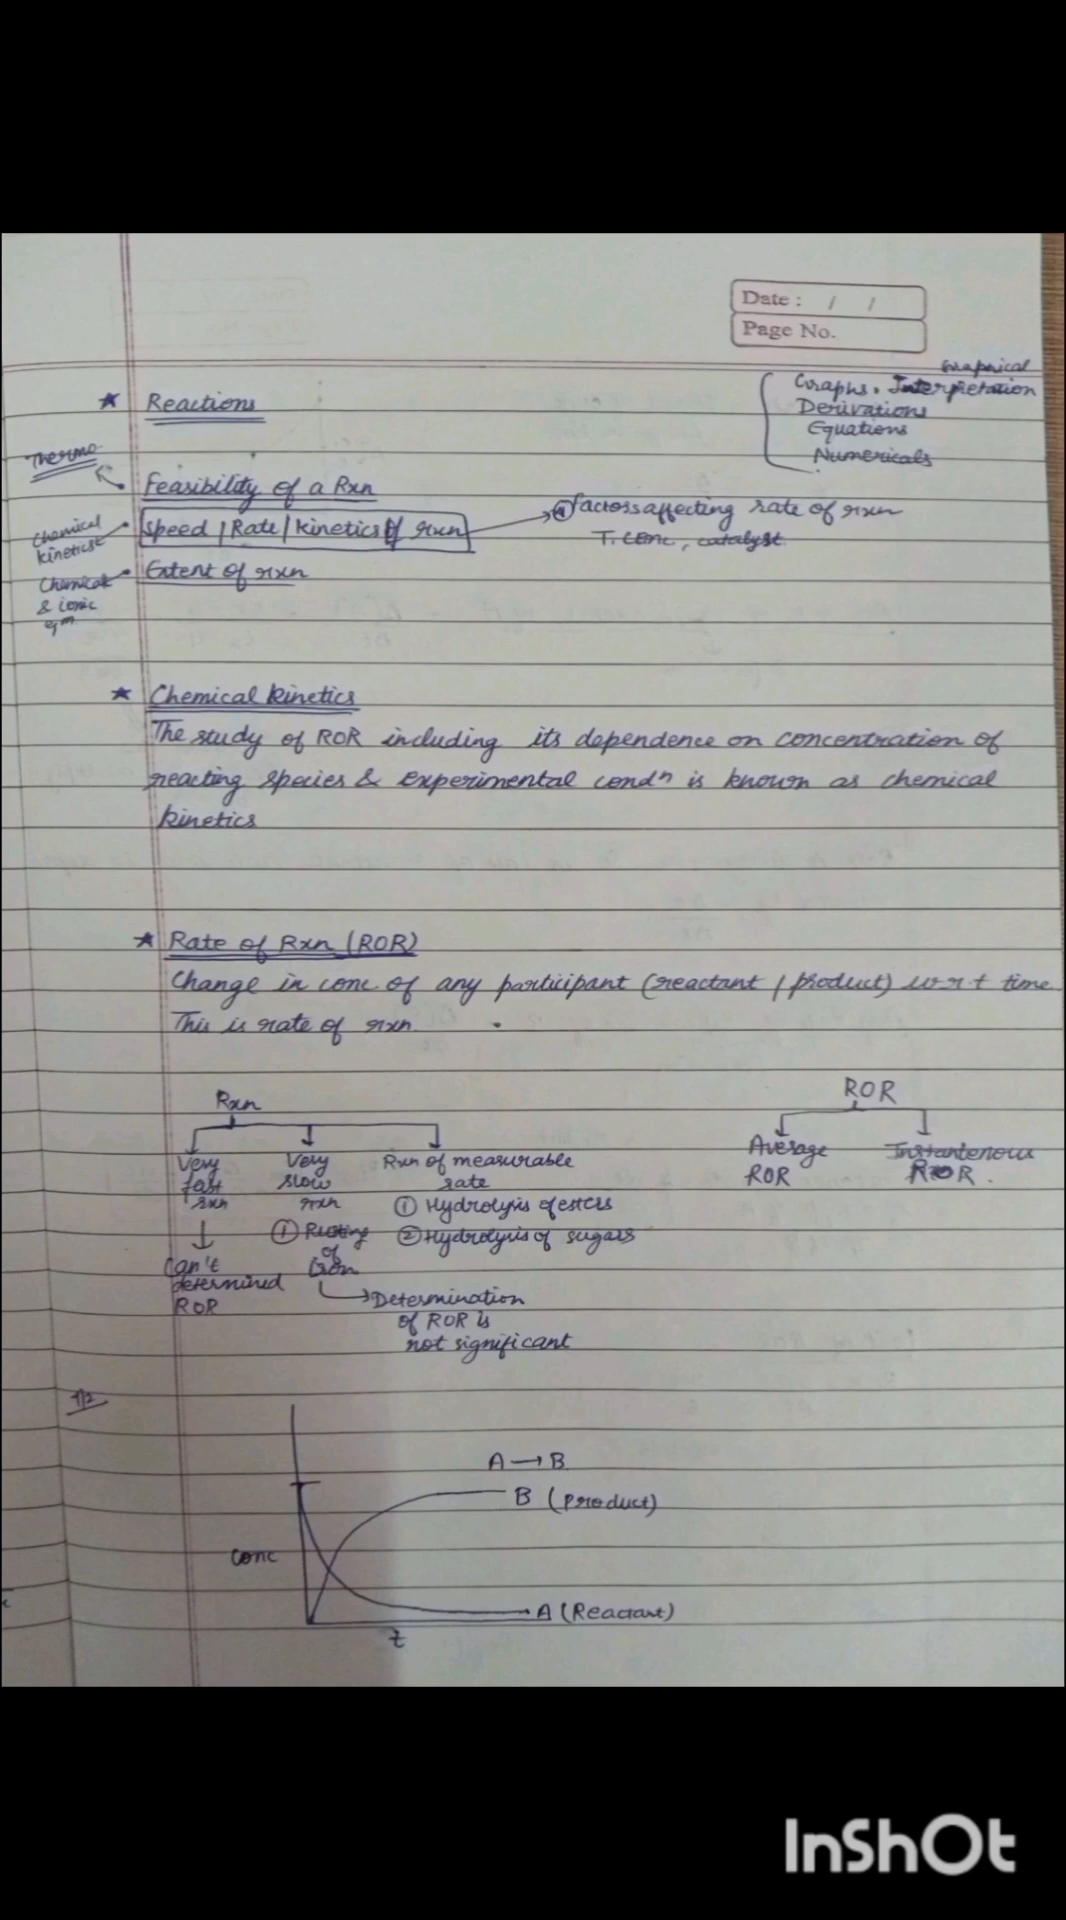 Date : / /
Page No.
Graphical
Graphs. Interpretation
Derivations
Equations
Numericals
★ Reactions
Thermo
• Feasibility of a Rxn
Chemical kinetics
• Speed / Rate / kinetics of rxn
factors affecting rate of rxn
T. conc, catalyst
Chemical & ionic eqm
• Extent of rxn
★ Chemical kinetics
The study of ROR including its dependence on concentration of
reacting species & experimental condn is known as chemical
kinetics
★ Rate of Rxn (ROR)
Change in conc. of any participant (reactant / product) w.r.t time
This is rate of rxn
Rxn
Very fast rxn
Can't determined ROR
Very slow rxn
① Rusting of Iron
Determination
of ROR is
not significant
Rxn of measurable
rate
① Hydrolysis of esters
② Hydrolysis of sugars
ROR
Average
ROR
Instantenous
ROR.
A → B
B (Product)
conc
A (Reactant)
t
InShOt